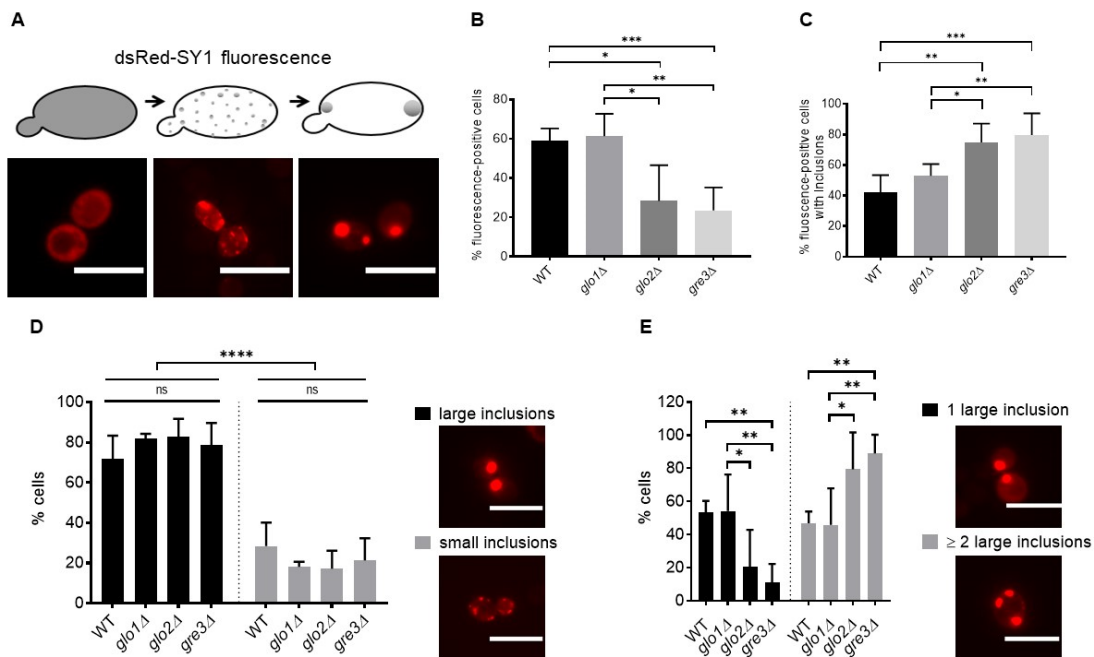 A
dsRed-SY1 fluorescence
B
% fluorescence-positive cells
80
60
40
20
0
***
*
**
*
WT
glo1Δ
glo2Δ
gre3Δ
C
% fluoscence-positive cells
with Inclusions
100
80
60
40
20
0
***
**
**
*
WT
glo1Δ
glo2Δ
gre3Δ
D
% cells
100
80
60
40
20
0
****
ns
ns
WT
glo1Δ
glo2Δ
gre3Δ
WT
glo1Δ
glo2Δ
gre3Δ
large inclusions
small inclusions
E
% cells
120
100
80
60
40
20
0
**
**
*
**
**
*
WT
glo1Δ
glo2Δ
gre3Δ
WT
glo1Δ
glo2Δ
gre3Δ
1 large inclusion
≥ 2 large inclusions